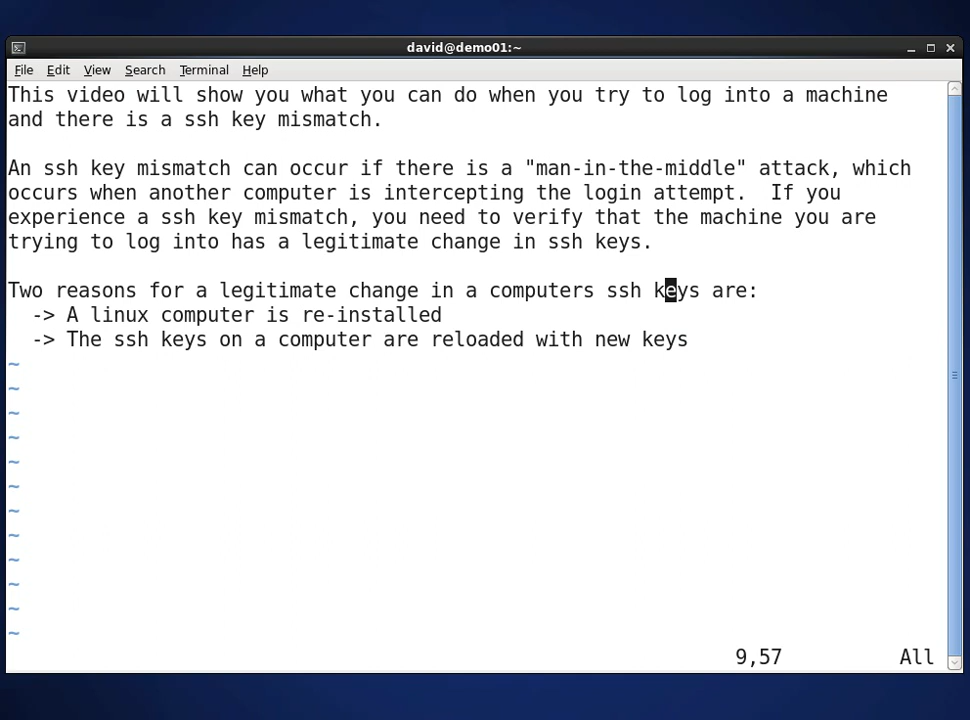 david@demo01:~
File Edit View Search Terminal Help
This video will show you what you can do when you try to log into a machine
and there is a ssh key mismatch.
An ssh key mismatch can occur if there is a "man-in-the-middle" attack, which
occurs when another computer is intercepting the login attempt.  If you
experience a ssh key mismatch, you need to verify that the machine you are
trying to log into has a legitimate change in ssh keys.
Two reasons for a legitimate change in a computers ssh keys are:
-> A linux computer is re-installed
-> The ssh keys on a computer are reloaded with new keys
~
~
~
~
~
~
~
~
~
~
~
~
9,57 All